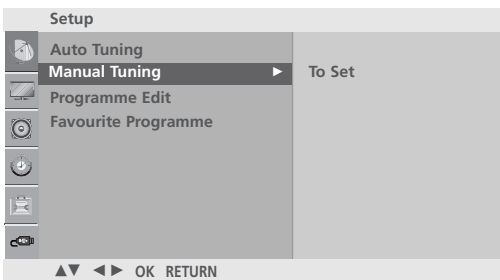 Setup
Auto Tuning
Manual Tuning ► To Set
Programme Edit
Favourite Programme
▲▼ ◄► OK RETURN